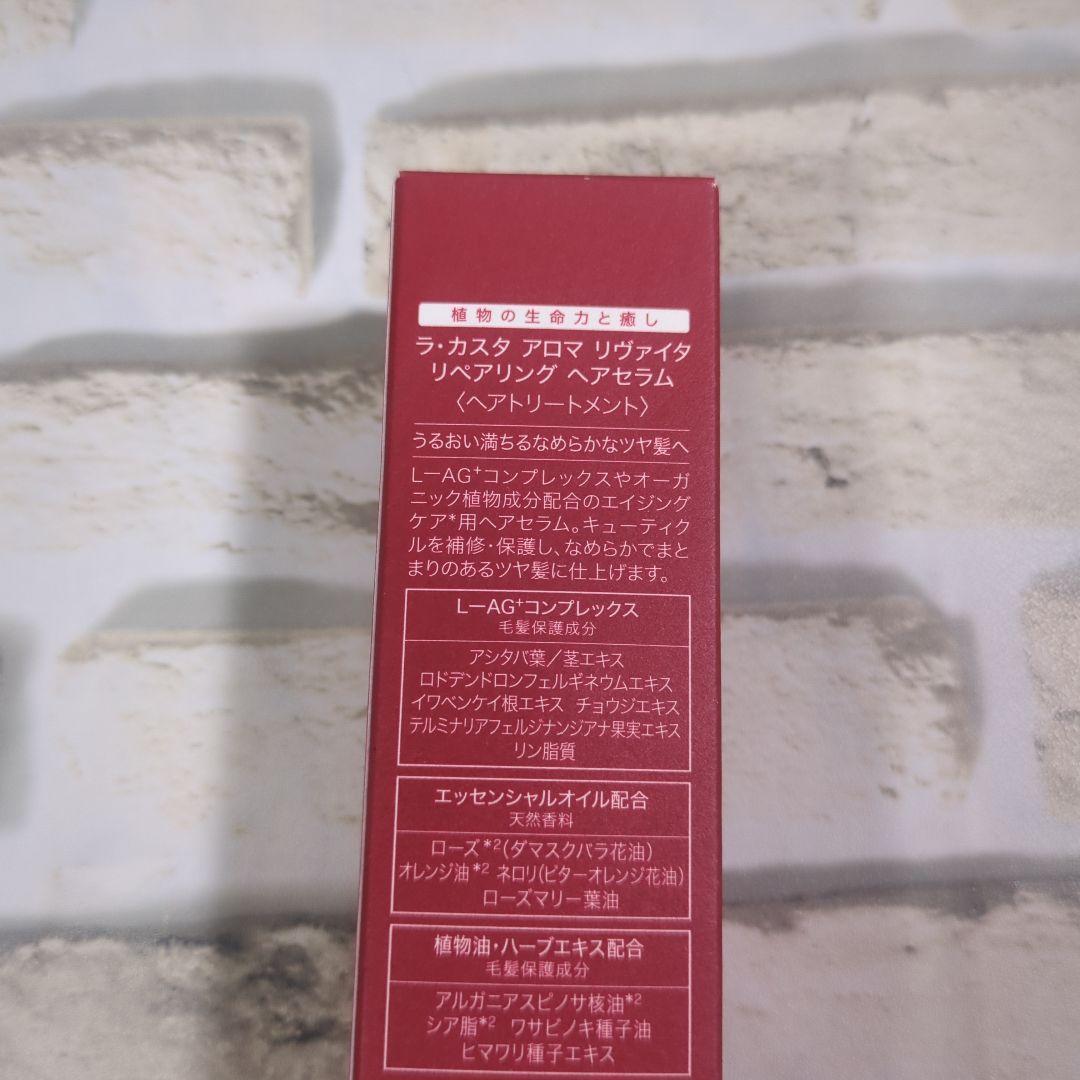 植物の生命力と癒し
ラ・カスタ アロマ リヴァイタ
リペアリング ヘアセラム
〈ヘアトリートメント〉
うるおい満ちるなめらかなツヤ髪へ
L－AG⁺コンプレックスやオーガ
ニック植物成分配合のエイジング
ケア*用ヘアセラム。キューティク
ルを補修・保護し、なめらかでまと
まりのあるツヤ髪に仕上げます。
L－AG⁺コンプレックス
毛髪保護成分
アシタバ葉／茎エキス
ロドデンドロンフェルギネウムエキス
イワベンケイ根エキス チョウジエキス
テルミナリアフェルジナンジアナ果実エキス
リン脂質
エッセンシャルオイル配合
天然香料
ローズ*2(ダマスクバラ花油)
オレンジ油*2 ネロリ(ビターオレンジ花油)
ローズマリー葉油
植物油・ハーブエキス配合
毛髪保護成分
アルガニアスピノサ核油*2
シア脂*2 ワサビノキ種子油
ヒマワリ種子エキス